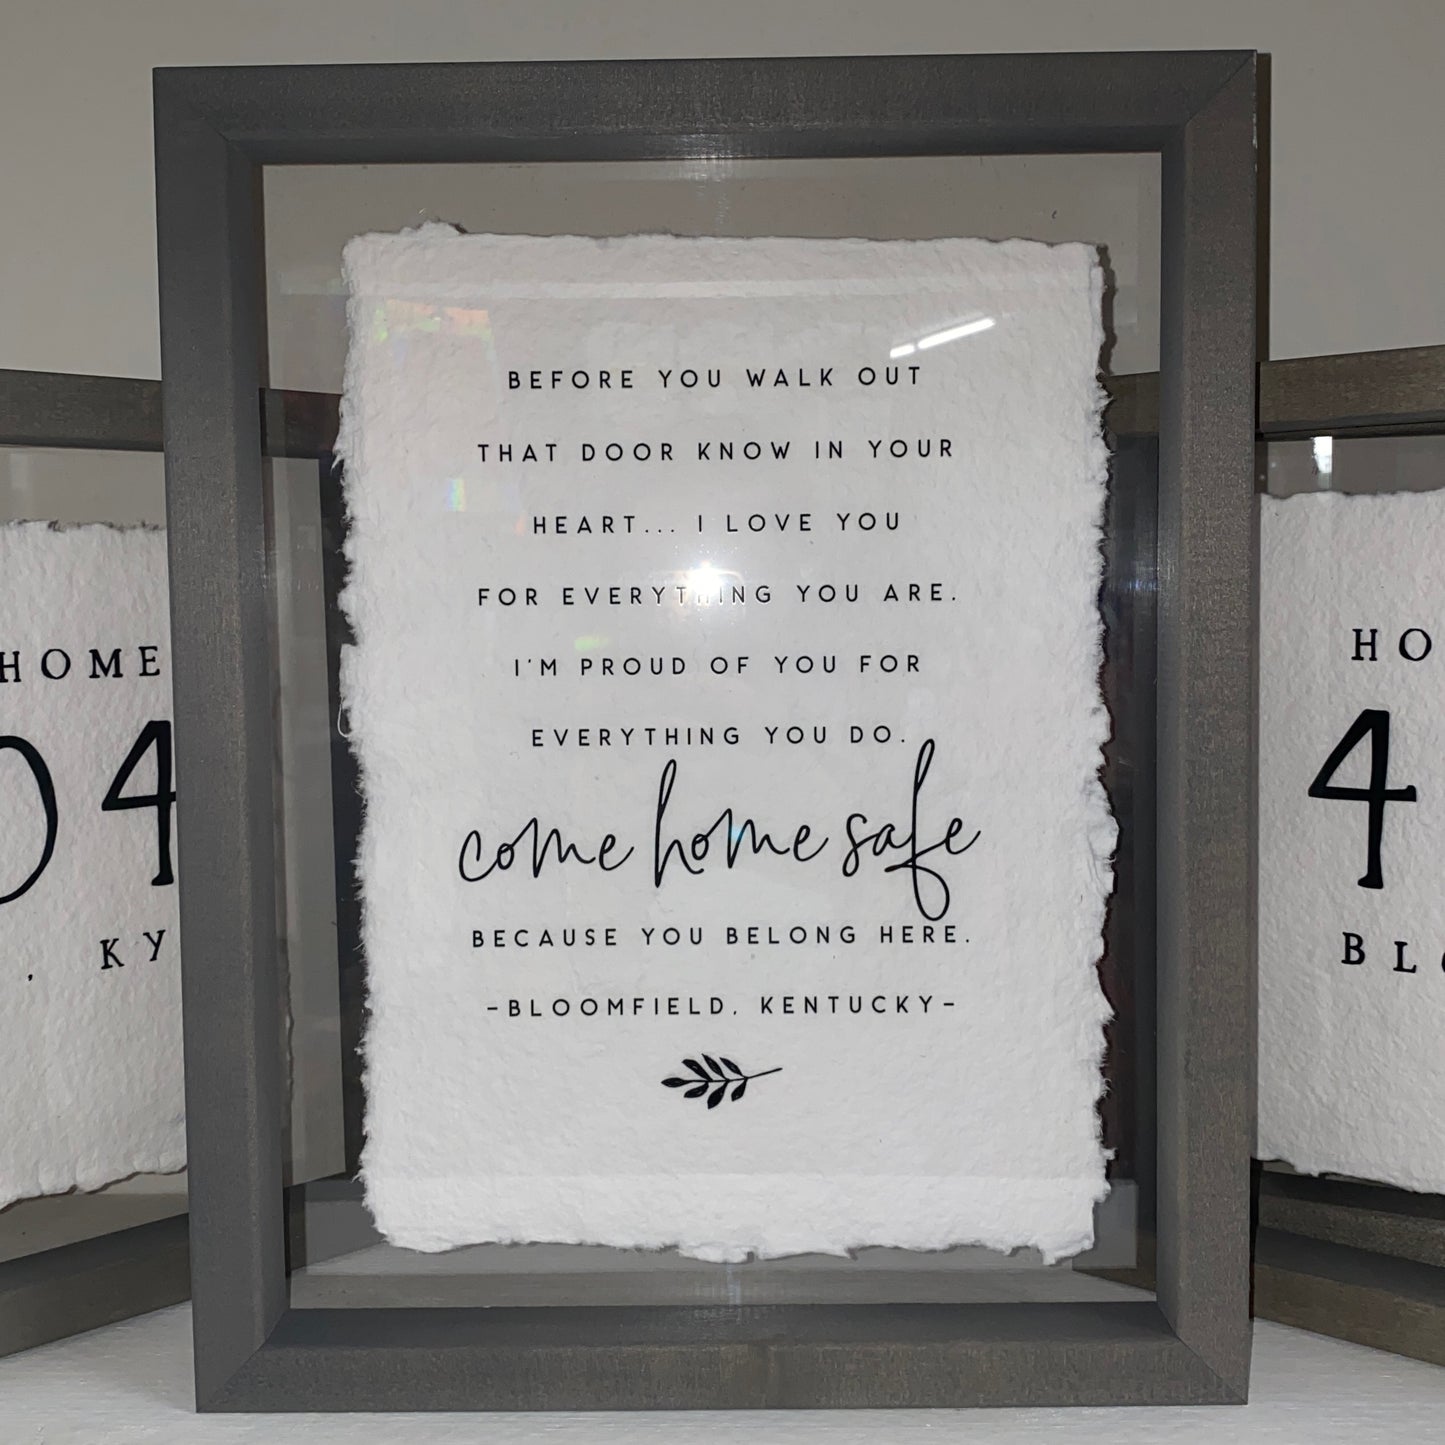 BEFORE YOU WALK OUT
THAT DOOR KNOW IN YOUR
HEART... I LOVE YOU
FOR EVERYTHING YOU ARE.
I'M PROUD OF YOU FOR
EVERYTHING YOU DO.
come home safe
BECAUSE YOU BELONG HERE.
-BLOOMFIELD, KENTUCKY-
HOME
04
, KY
HO
4
BLO